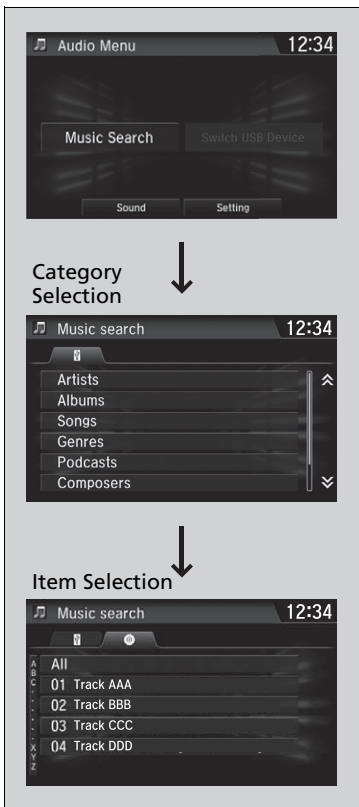 Audio Menu 12:34
Music Search Switch USB Device
Sound Setting
Category
Selection
Music search 12:34
Artists
Albums
Songs
Genres
Podcasts
Composers
Item Selection
Music search 12:34
A
B
C
X
Y
Z
All
01 Track AAA
02 Track BBB
03 Track CCC
04 Track DDD